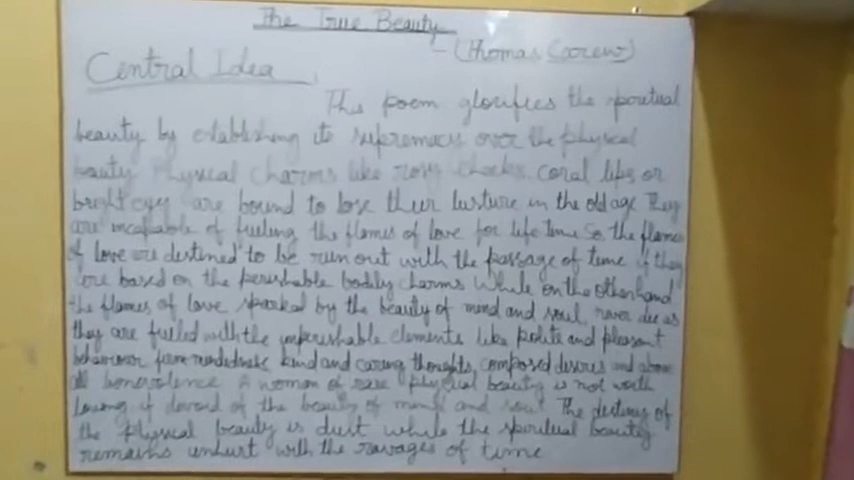 The True Beauty
- (Thomas Carew)
Central Idea
The poem glorifies the spiritual
beauty by establishing its supremacy over the physical
beauty Physical charms like rosy cheeks, coral lips or
bright eyes are bound to lose their lusture in the old age They
are incapable of fueling the flames of love for life time So the flames
of love are destined to be run out with the passage of time if they
are based on the perishable bodily charms While on the other hand
the flames of love sparked by the beauty of mind and soul never die as
they are fuelled with the imperishable elements like polite and pleasant
behaviour firm mindedness kind and caring thoughts, composed desires and above
all benevolence A woman of rare physical beauty is not worth
loving if devoid of the beauty of mind and soul The destiny of
the physical beauty is dust while the spiritual beauty
remains unhurt with the ravages of time